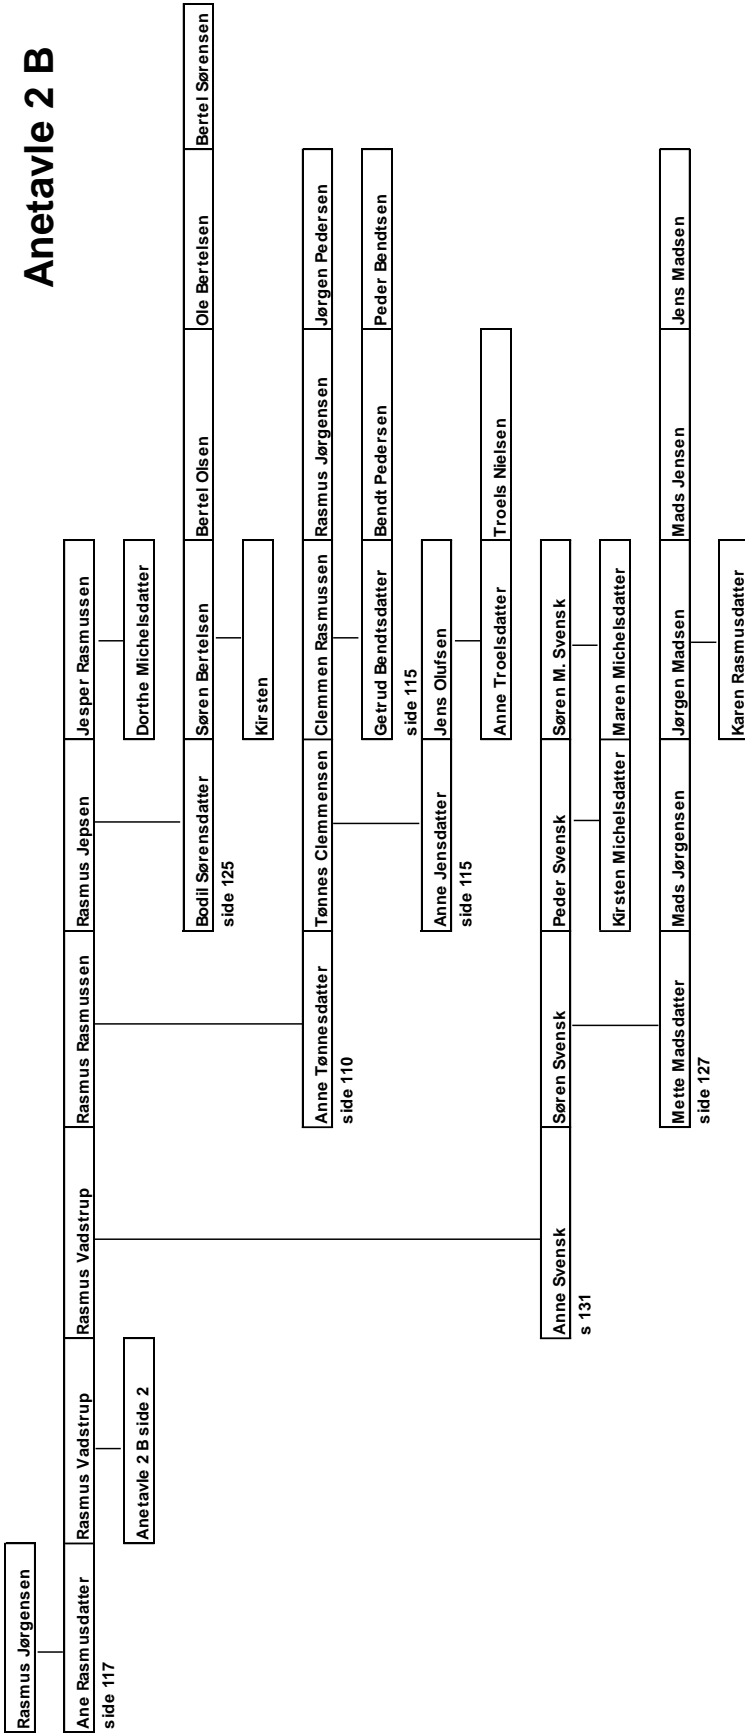 Anetavle 2 B
Rasmus Jørgensen
Ane Rasmusdatter
side 117
Rasmus Vadstrup
Anetavle 2 B side 2
Rasmus Vadstrup
Rasmus Rasmussen
Rasmus Jepsen
Jesper Rasmussen
Dorthe Michelsdatter
Bodil Sørensdatter
side 125
Søren Bertelsen
Bertel Olsen
Ole Bertelsen
Bertel Sørensen
Kirsten
Anne Tønnesdatter
side 110
Tønnes Clemmensen
Clemmen Rasmussen
Rasmus Jørgensen
Jørgen Pedersen
Getrud Bendtsdatter
side 115
Bendt Pedersen
Peder Bendtsen
Anne Jensdatter
side 115
Jens Olufsen
Anne Troelsdatter
Troels Nielsen
Anne Svensk
s 131
Søren Svensk
Peder Svensk
Søren M. Svensk
Kirsten Michelsdatter
Maren Michelsdatter
Mette Madsdatter
side 127
Mads Jørgensen
Jørgen Madsen
Mads Jensen
Jens Madsen
Karen Rasmusdatter